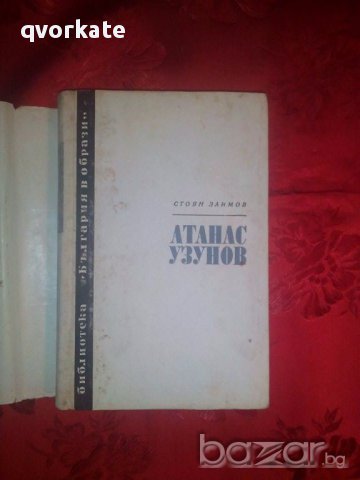 qvorkate
библиотека „България в образи"
СТОЯН ЗАИМОВ
АТАНАС
УЗУНОВ
bazar.bg